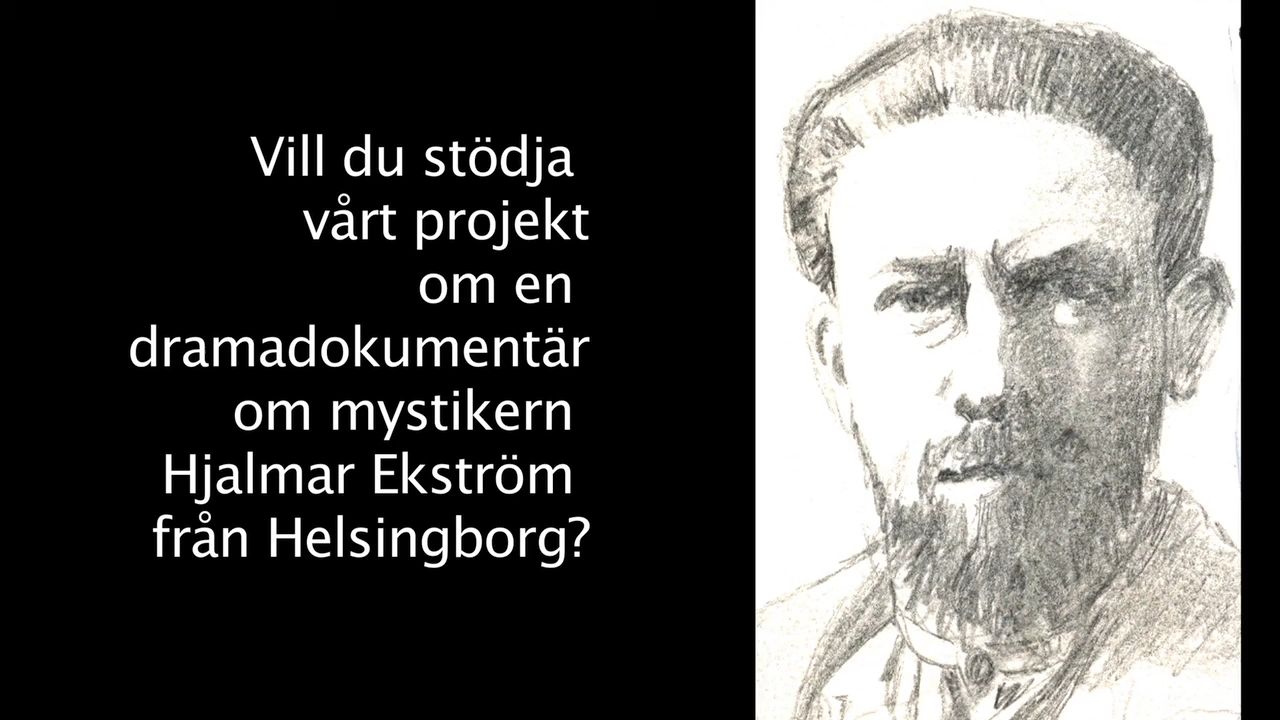 Vill du stödja
vårt projekt
om en
dramadokumentär
om mystikern
Hjalmar Ekström
från Helsingborg?